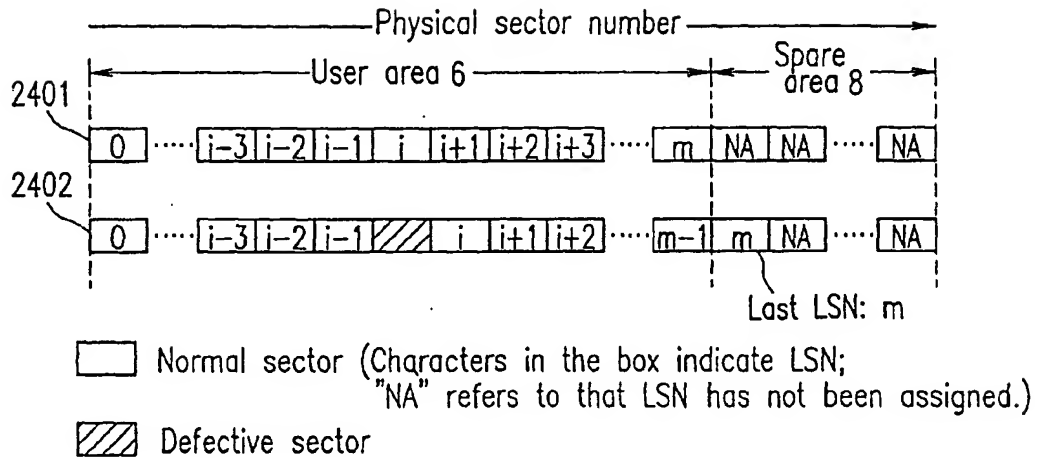 Physical sector number
User area 6
Spare area 8
2401
0 ..... i-3 i-2 i-1 i i+1 i+2 i+3 ..... m NA NA ..... NA
2402
0 ..... i-3 i-2 i-1 i i+1 i+2 ..... m-1 m NA ..... NA
Last LSN: m
Normal sector (Characters in the box indicate LSN;
"NA" refers to that LSN has not been assigned.)
Defective sector